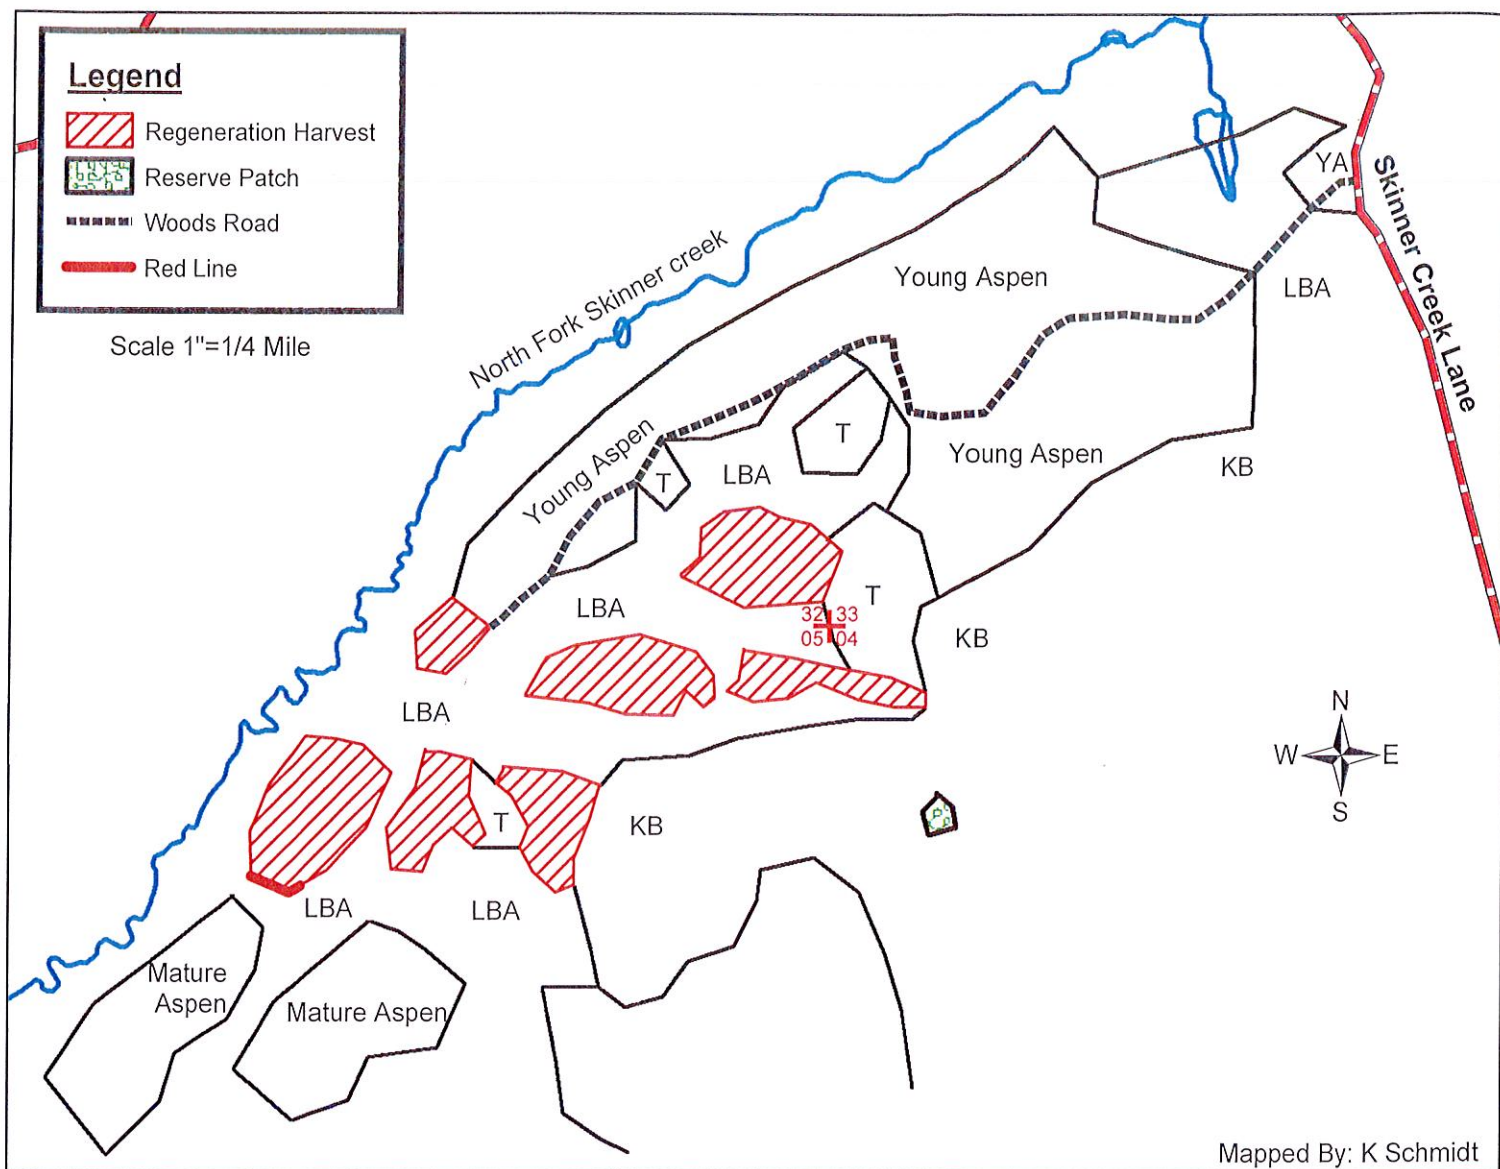 Legend
Regeneration Harvest
Reserve Patch
Woods Road
Red Line
Scale 1"=1/4 Mile
North Fork Skinner creek
YA
Skinner Creek Lane
Young Aspen
LBA
Young Aspen
T
T
LBA
Young Aspen
KB
LBA
T
32 33
05 04
KB
LBA
N
W E
S
T
KB
LBA
LBA
Mature
Aspen
Mature Aspen
Mapped By: K Schmidt